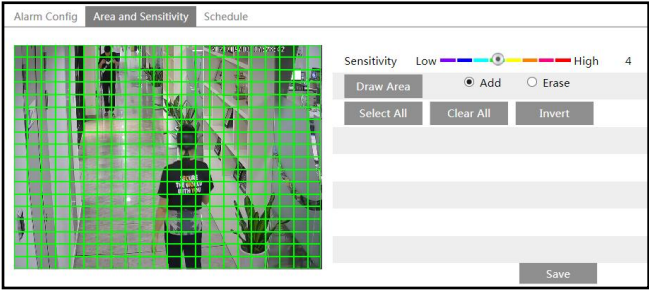 Alarm Config Area and Sensitivity Schedule
Sensitivity Low High 4
Draw Area Add Erase
Select All Clear All Invert
SECURE
THE WORLD
WITH YOU
Save